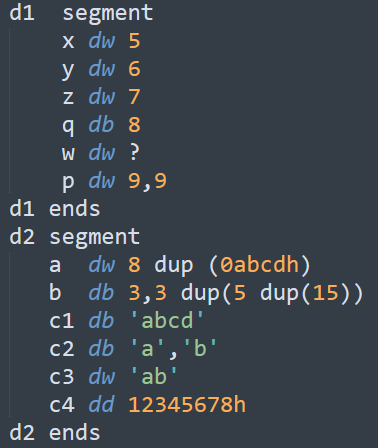 d1  segment
    x dw 5
    y dw 6
    z dw 7
    q db 8
    w dw ?
    p dw 9,9
d1 ends
d2 segment
   a  dw 8 dup (0abcdh)
   b  db 3,3 dup(5 dup(15))
   c1 db 'abcd'
   c2 db 'a','b'
   c3 dw 'ab'
   c4 dd 12345678h
d2 ends